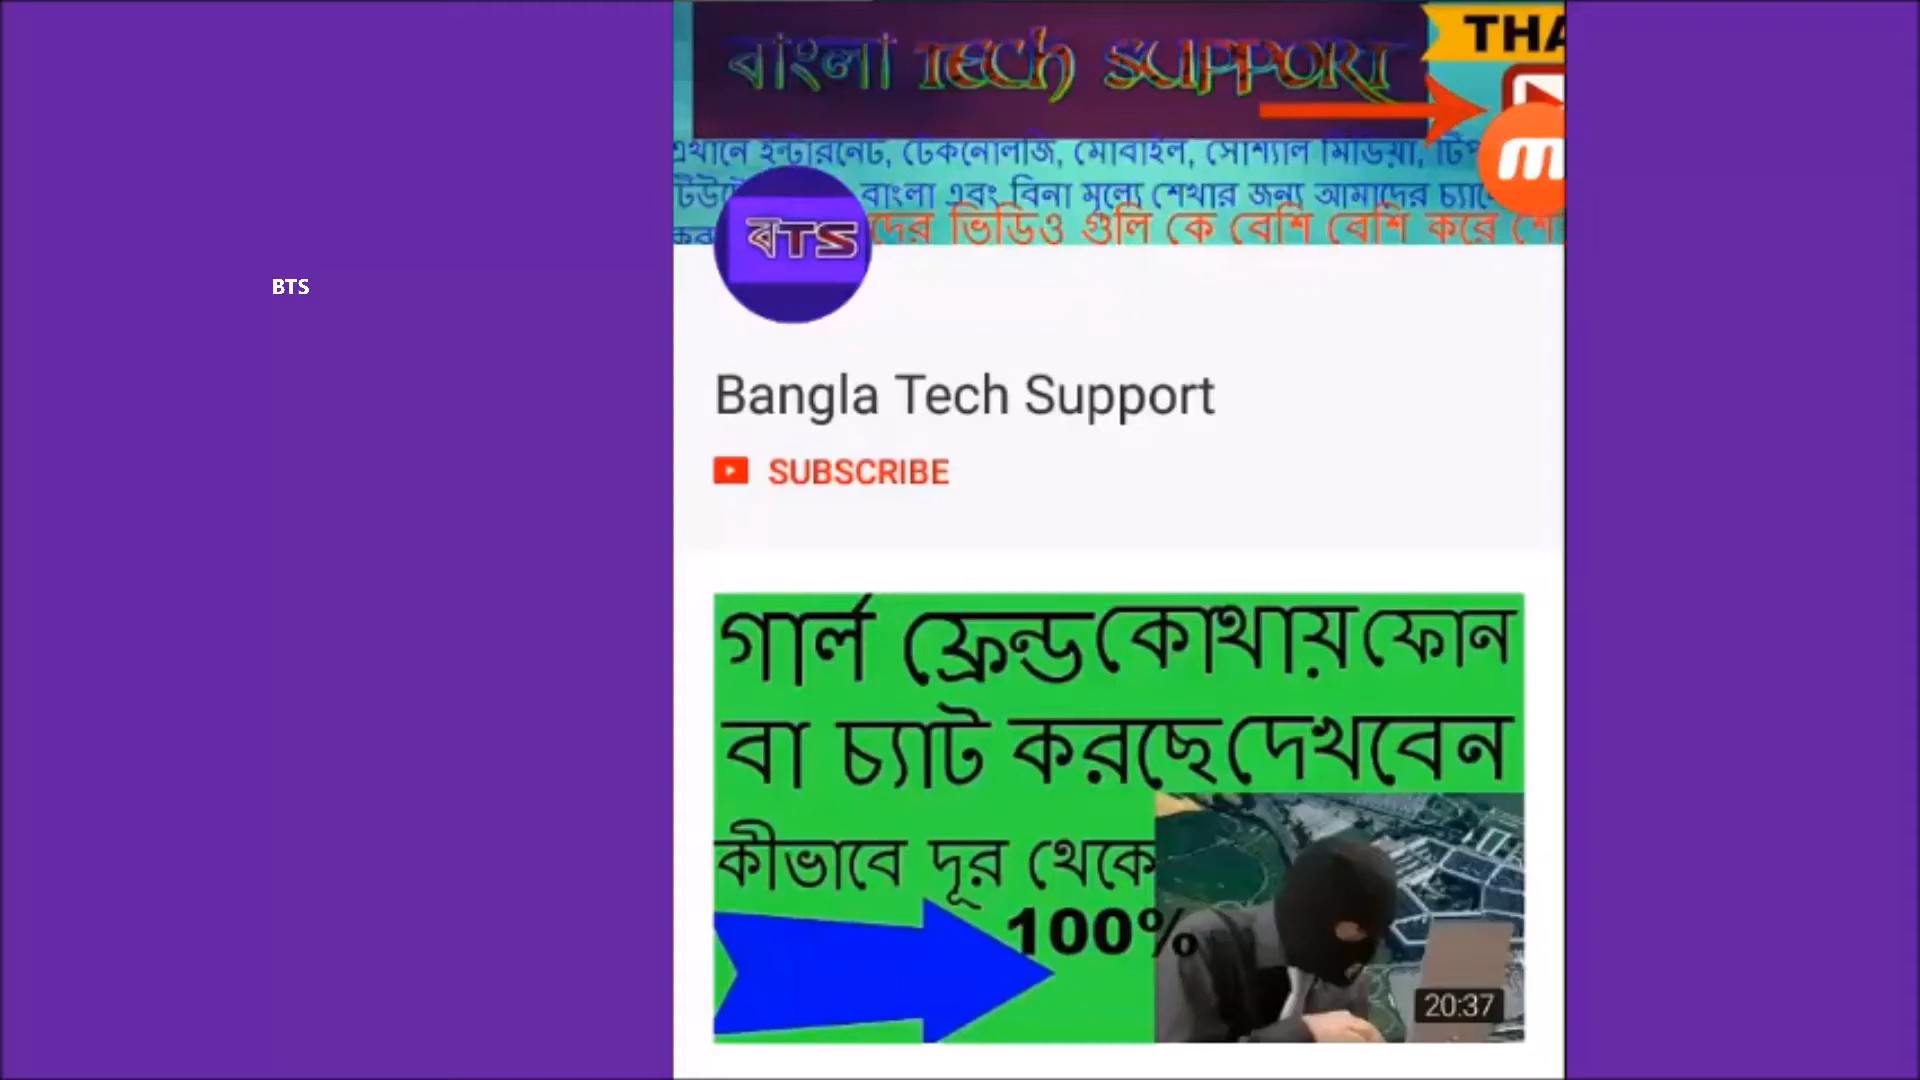 বাংলা Tech SUPPORT
এখানে ইন্টারনেট, টেকনোলজি, মোবাইল, সোশ্যাল মিডিয়া,
বাংলা এবং বিনা মূল্যে শেখার জন্য আমাদের
ভিডিও গুলি কে বেশি বেশি করে
বTS
BTS
Bangla Tech Support
SUBSCRIBE
গার্ল ফ্রেন্ড কোথায় ফোন
বা চ্যাট করছে দেখবেন
কীভাবে দূর থেকে
100%
20:37